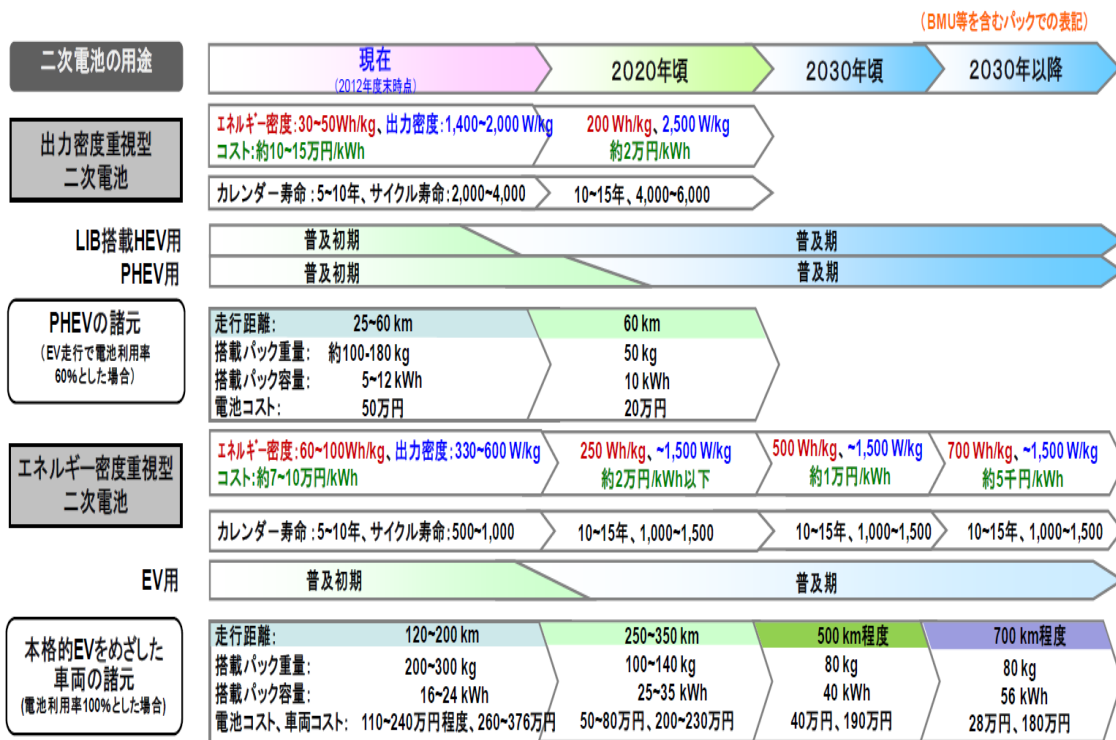 (BMU等を含むパックでの表記)
二次電池の用途
現在
(2012年度末時点)
2020年頃
2030年頃
2030年以降
出力密度重視型
二次電池
エネルギー密度:30~50Wh/kg、出力密度:1,400~2,000 W/kg
コスト:約10~15万円/kWh
200 Wh/kg、2,500 W/kg
約2万円/kWh
カレンダー寿命:5~10年、サイクル寿命:2,000~4,000
10~15年、4,000~6,000
LIB搭載HEV用
普及初期
普及期
PHEV用
普及初期
普及期
PHEVの諸元
(EV走行で電池利用率
60%とした場合)
走行距離: 25~60 km 60 km
搭載パック重量: 約100-180 kg 50 kg
搭載パック容量: 5~12 kWh 10 kWh
電池コスト: 50万円 20万円
エネルギー密度重視型
二次電池
エネルギー密度:60~100Wh/kg、出力密度:330~600 W/kg
コスト:約7~10万円/kWh
250 Wh/kg、~1,500 W/kg
約2万円/kWh以下
500 Wh/kg、~1,500 W/kg
約1万円/kWh
700 Wh/kg、~1,500 W/kg
約5千円/kWh
カレンダー寿命:5~10年、サイクル寿命:500~1,000
10~15年、1,000~1,500
10~15年、1,000~1,500
10~15年、1,000~1,500
EV用
普及初期
普及期
本格的EVをめざした
車両の諸元
(電池利用率100%とした場合)
走行距離: 120~200 km 250~350 km 500 km程度 700 km程度
搭載パック重量: 200~300 kg 100~140 kg 80 kg 80 kg
搭載パック容量: 16~24 kWh 25~35 kWh 40 kWh 56 kWh
電池コスト、車両コスト: 110~240万円程度、260~376万円 50~80万円、200~230万円 40万円、190万円 28万円、180万円